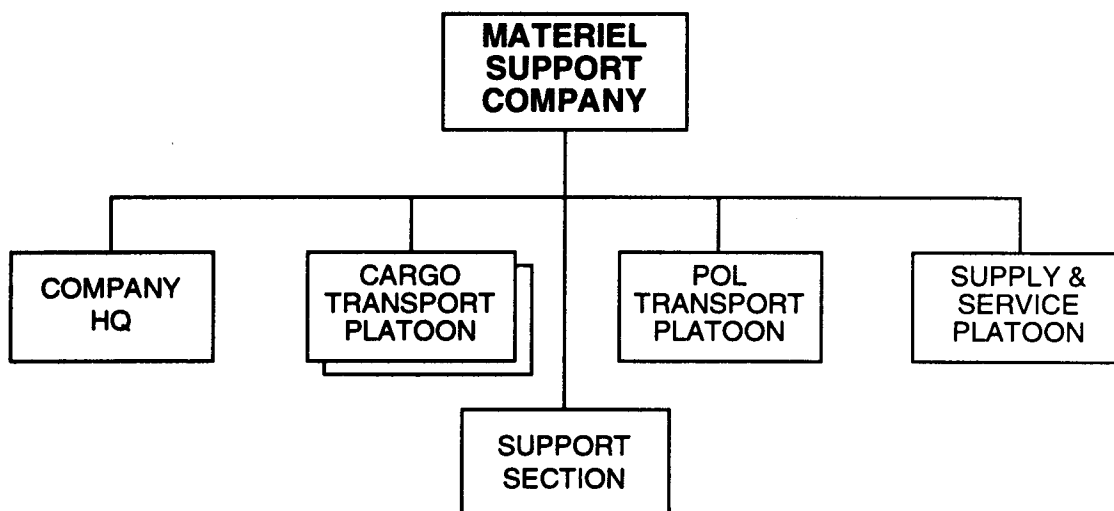 MATERIEL
SUPPORT
COMPANY
COMPANY
HQ
CARGO
TRANSPORT
PLATOON
POL
TRANSPORT
PLATOON
SUPPLY &
SERVICE
PLATOON
SUPPORT
SECTION